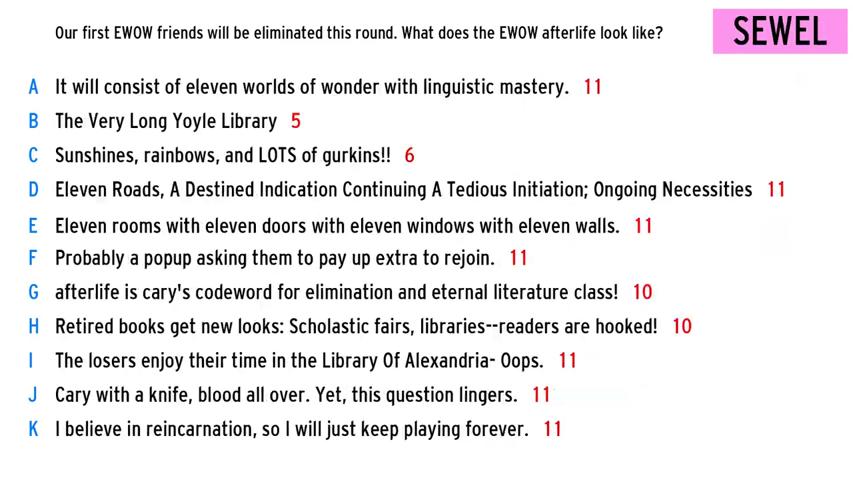 Our first EWOW friends will be eliminated this round. What does the EWOW afterlife look like?
SEWEL
A It will consist of eleven worlds of wonder with linguistic mastery. 11
B The Very Long Yoyle Library 5
C Sunshines, rainbows, and LOTS of gurkins!! 6
D Eleven Roads, A Destined Indication Continuing A Tedious Initiation; Ongoing Necessities 11
E Eleven rooms with eleven doors with eleven windows with eleven walls. 11
F Probably a popup asking them to pay up extra to rejoin. 11
G afterlife is cary's codeword for elimination and eternal literature class! 10
H Retired books get new looks: Scholastic fairs, libraries--readers are hooked! 10
I The losers enjoy their time in the Library Of Alexandria- Oops. 11
J Cary with a knife, blood all over. Yet, this question lingers. 11
K I believe in reincarnation, so I will just keep playing forever. 11